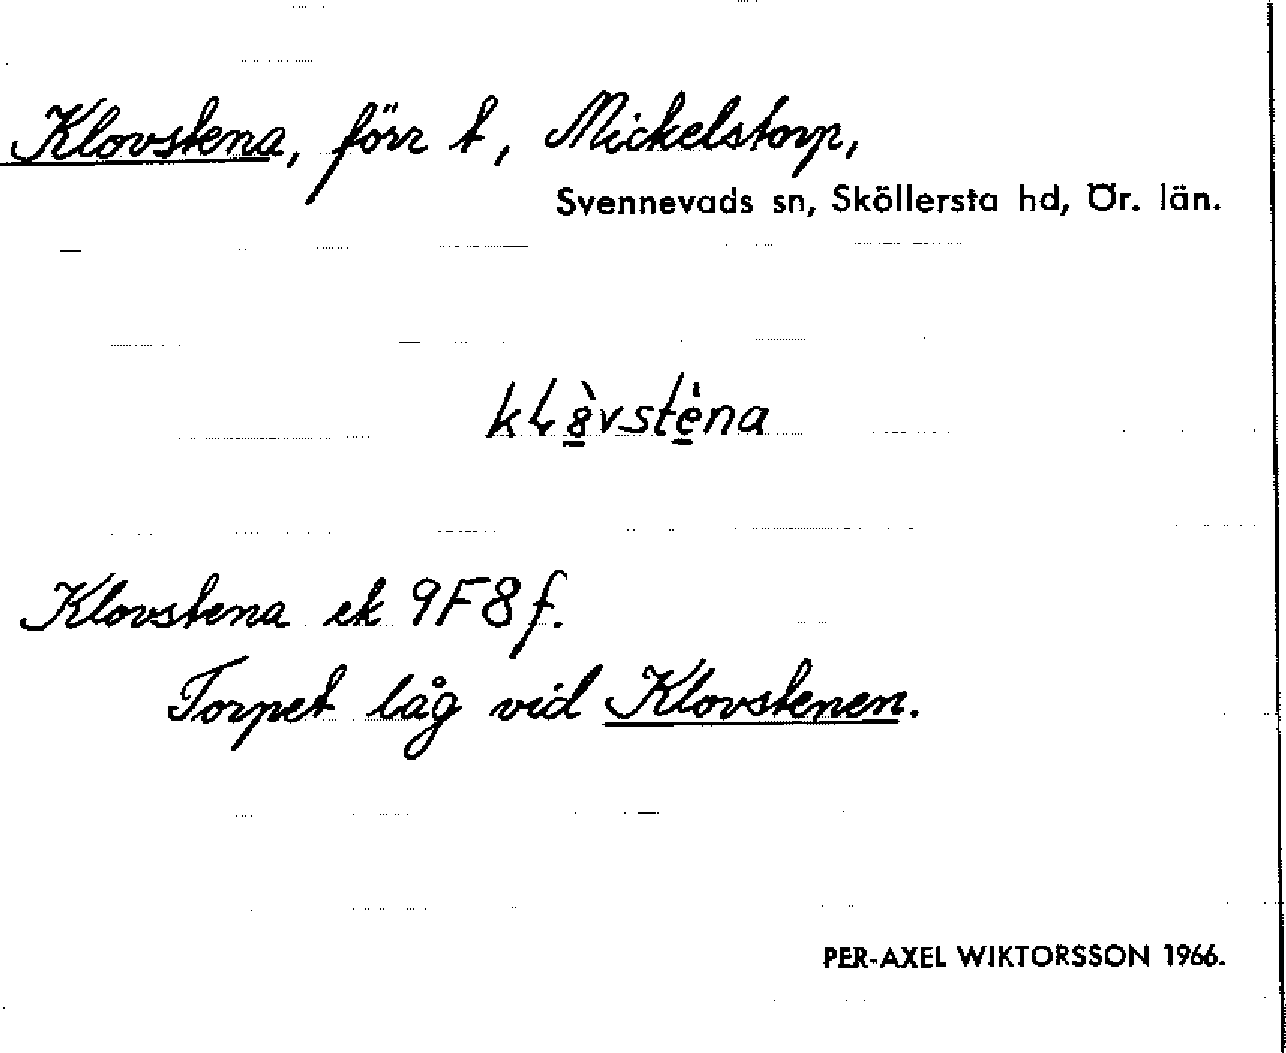 Klovstena, förr t, Mickelstorp,
Svennevads sn, Sköllersta hd, Ör. län.
Klovstena ek 9F8f.
Torpet låg vid Klovstenen.
PER-AXEL WIKTORSSON 1966.